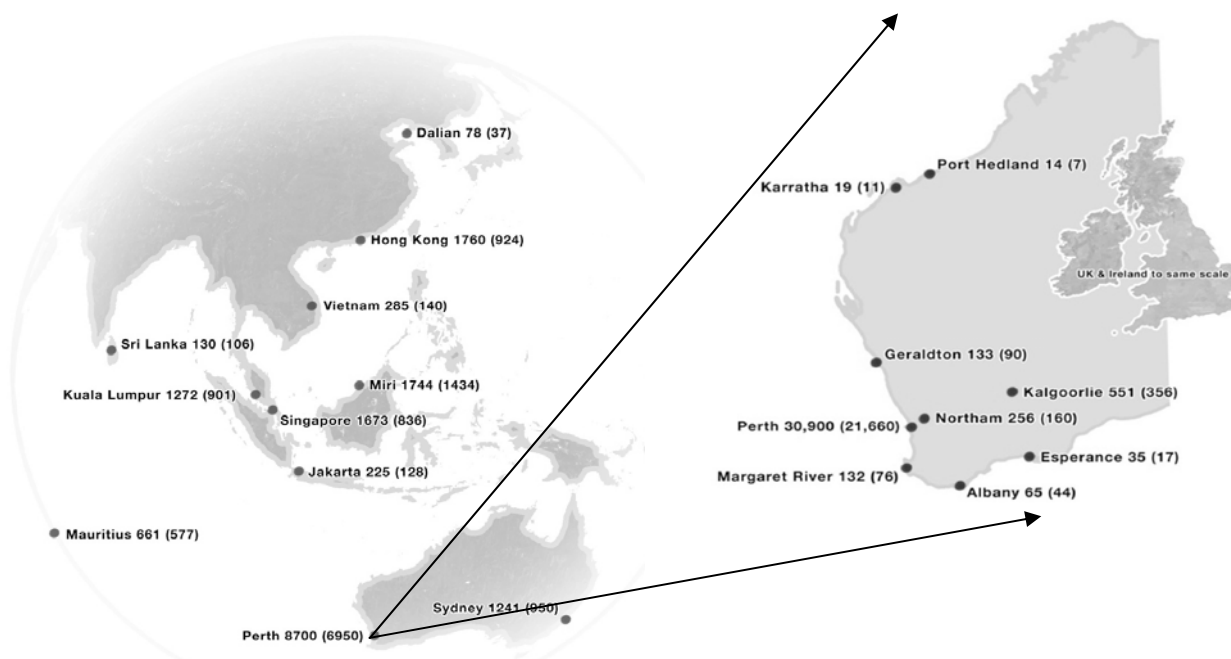 Dalian 78 (37)
Hong Kong 1760 (924)
Vietnam 285 (140)
Sri Lanka 130 (106)
Miri 1744 (1434)
Kuala Lumpur 1272 (901)
Singapore 1673 (836)
Jakarta 225 (128)
Mauritius 661 (577)
Sydney 1241 (950)
Perth 8700 (6950)
Port Hedland 14 (7)
Karratha 19 (11)
UK & Ireland to same scale
Geraldton 133 (90)
Kalgoorlie 551 (356)
Northam 256 (160)
Perth 30,900 (21,660)
Esperance 35 (17)
Margaret River 132 (76)
Albany 65 (44)